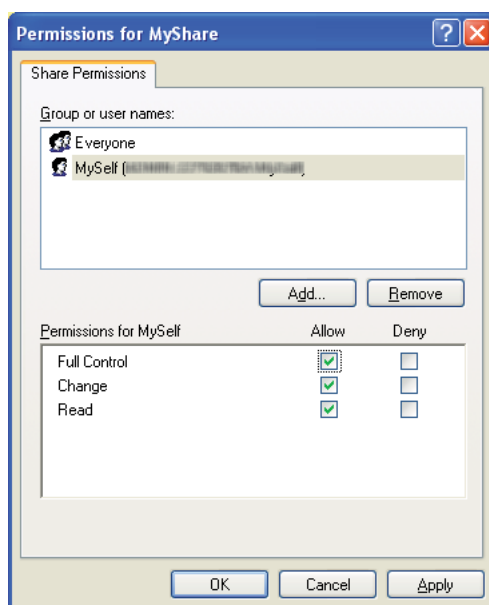 Permissions for MyShare
Share Permissions
Group or user names:
Everyone
MySelf (
Add... Remove
Permissions for MySelf Allow Deny
Full Control
Change
Read
OK Cancel Apply